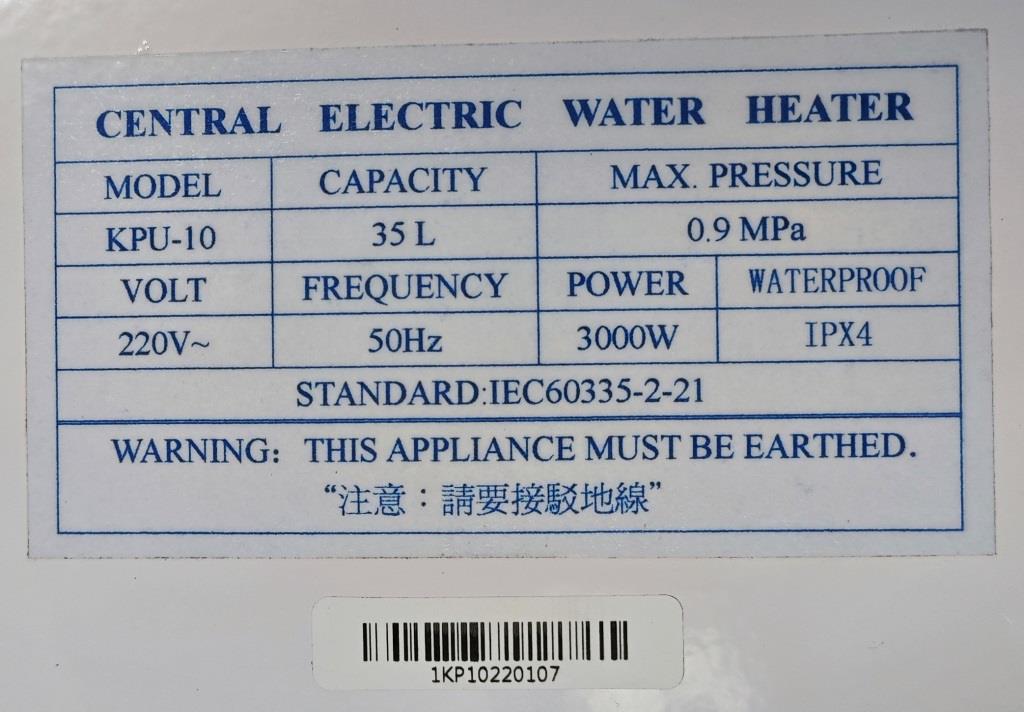 CENTRAL ELECTRIC WATER HEATER
MODEL CAPACITY MAX. PRESSURE
KPU-10 35 L 0.9 MPa
VOLT FREQUENCY POWER WATERPROOF
220V~ 50Hz 3000W IPX4
STANDARD:IEC60335-2-21
WARNING: THIS APPLIANCE MUST BE EARTHED.
“注意：請要接駁地線”
1KP10220107